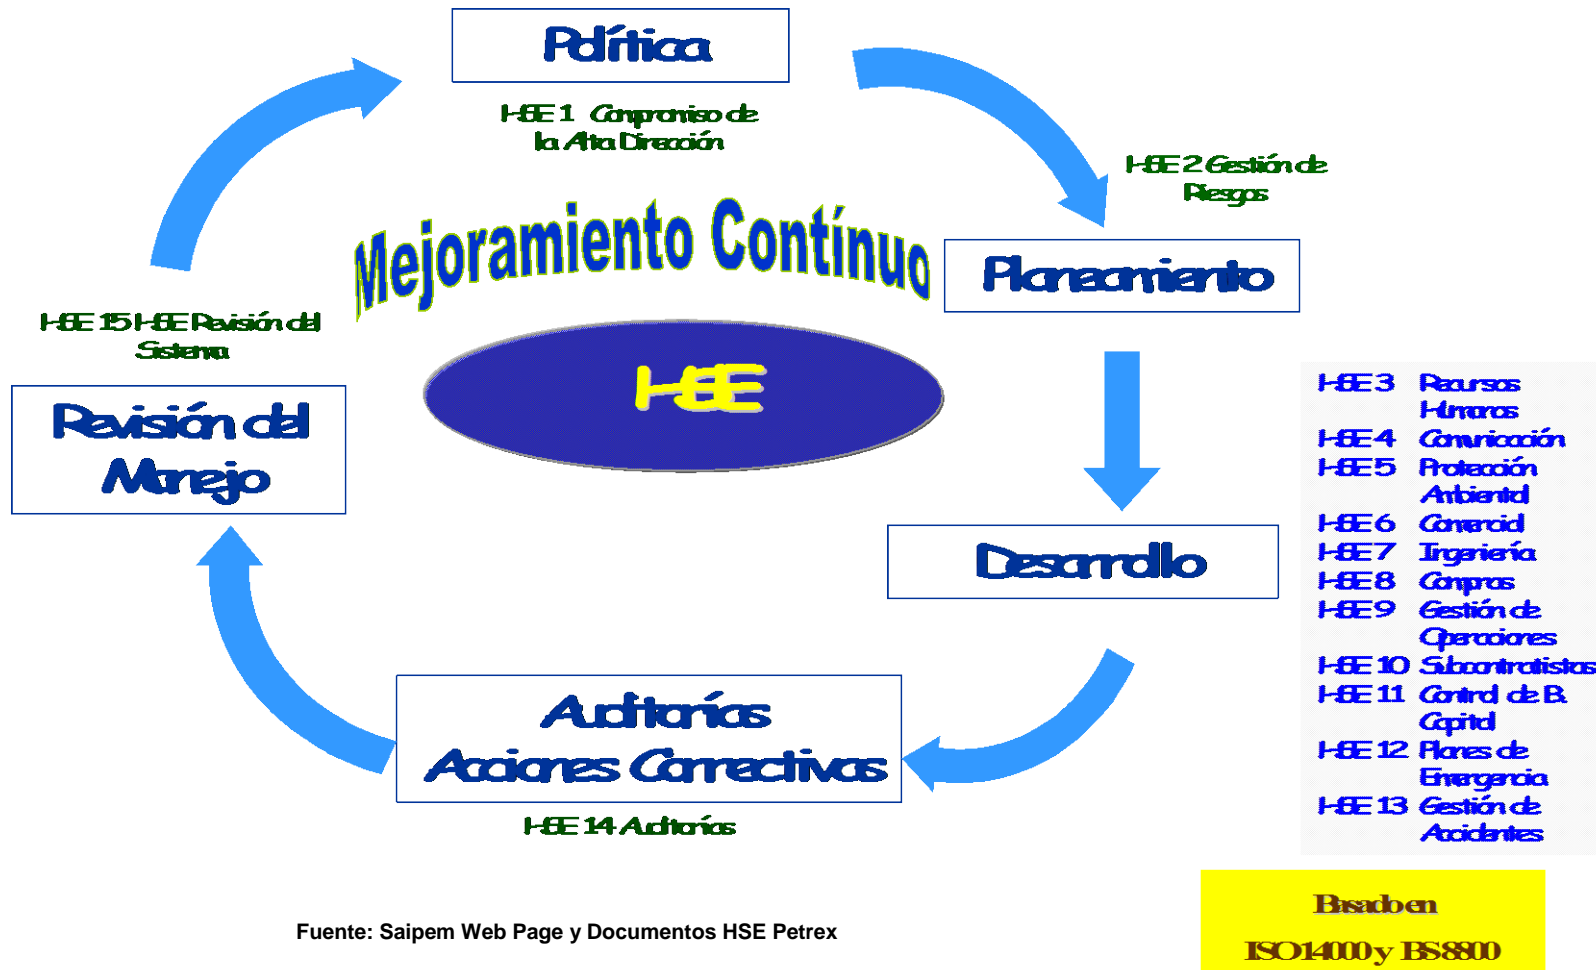 Política
HSE 1 Compromiso de
la Alta Dirección
HSE 2 Gestión de
Riesgos
Mejoramiento Contínuo
Planeamiento
HSE
HSE 15 HSE Revisión del
Sistema
Revisión del
Manejo
HSE 3 Recursos
Humanos
HSE 4 Comunicación
HSE 5 Protección
Ambiental
HSE 6 Comercial
HSE 7 Ingeniería
HSE 8 Compras
HSE 9 Gestión de
Operaciones
HSE 10 Subcontratistas
HSE 11 Control de B.
Capital
HSE 12 Planes de
Emergencia
HSE 13 Gestión de
Accidentes
Desarrollo
Auditorías
Acciones Correctivas
HSE 14 Auditorías
Basado en
ISO 14000 y BS 8800
Fuente: Saipem Web Page y Documentos HSE Petrex